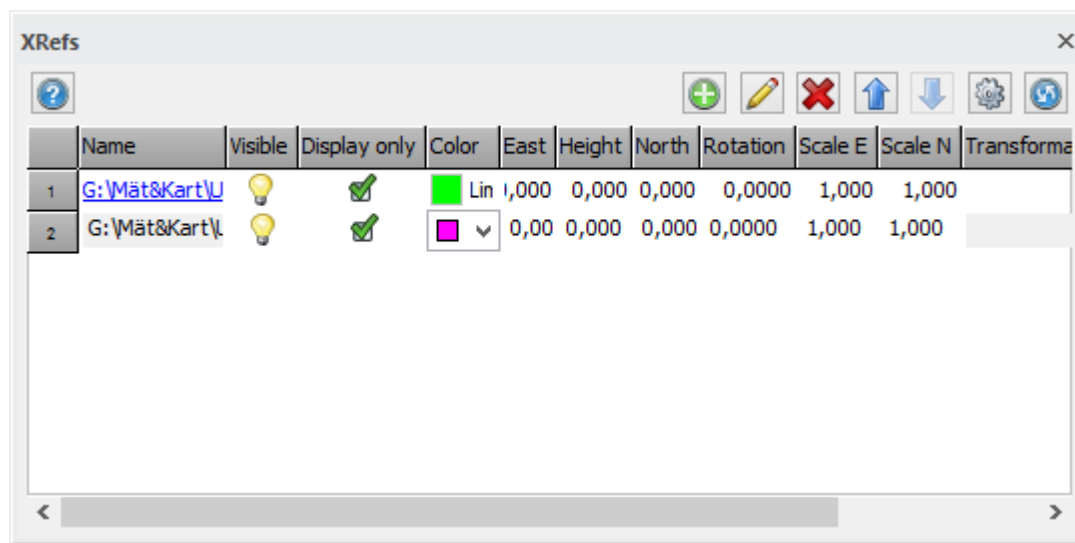 XRefs
Name Visible Display only Color East Height North Rotation Scale E Scale N Transforma
1 G:\Mät&Kart\U Lin 0,000 0,000 0,000 0,0000 1,000 1,000
2 G:\Mät&Kart\L 0,00 0,000 0,000 0,0000 1,000 1,000